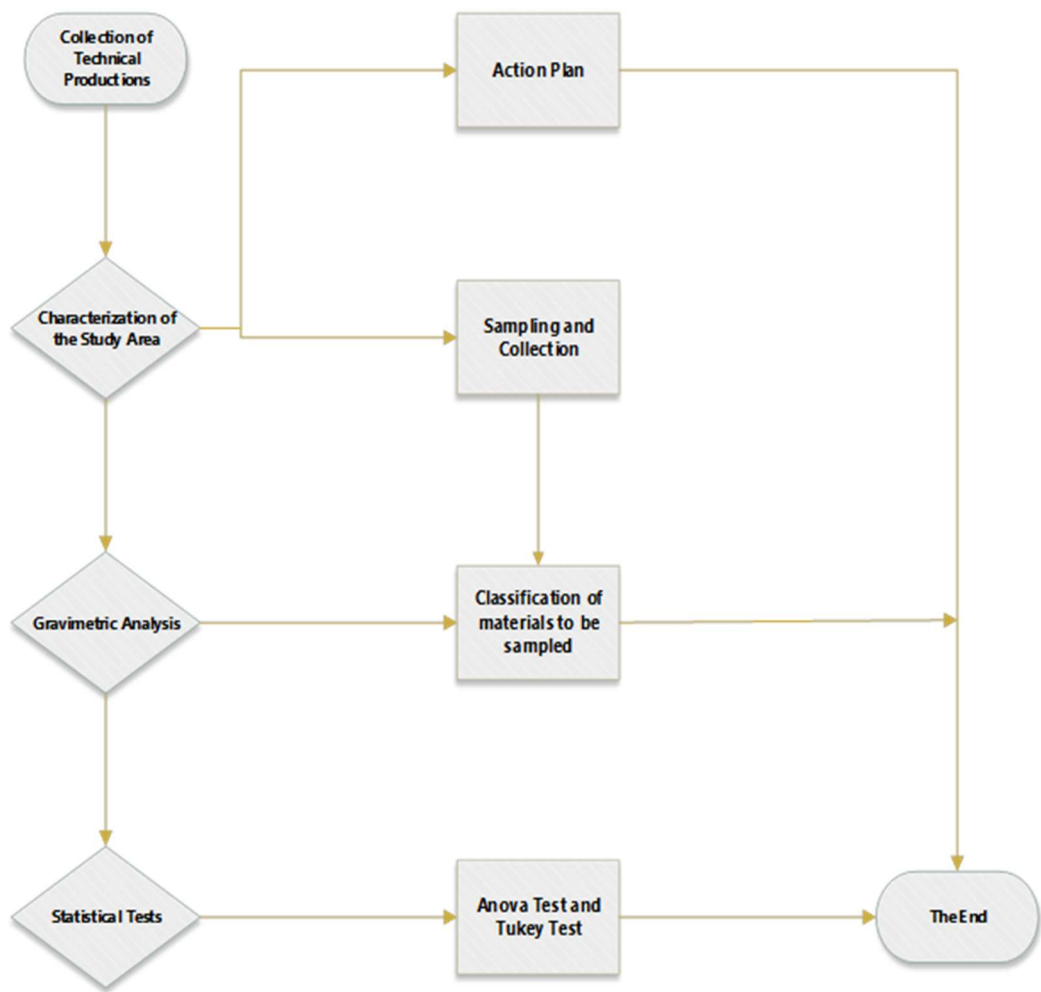 Collection of
Technical
Productions
Action Plan
Characterization of
the Study Area
Sampling and
Collection
Gravimetric Analysis
Classification of
materials to be
sampled
Statistical Tests
Anova Test and
Tukey Test
The End